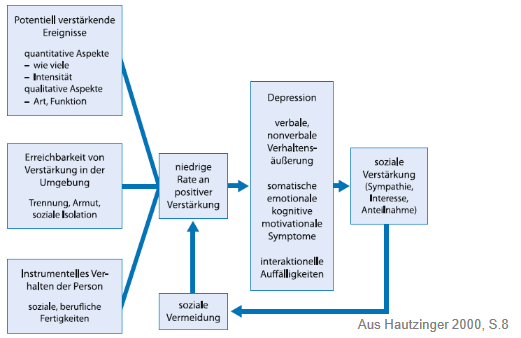 Potentiell verstärkende
Ereignisse
quantitative Aspekte
– wie viele
– Intensität
qualitative Aspekte
– Art, Funktion
Erreichbarkeit von
Verstärkung in der
Umgebung
Trennung, Armut,
soziale Isolation
Instrumentelles Ver-
halten der Person
soziale, berufliche
Fertigkeiten
niedrige
Rate an
positiver
Verstärkung
soziale
Vermeidung
Depression
verbale,
nonverbale
Verhaltens-
äußerung
somatische
emotionale
kognitive
motivationale
Symptome
interaktionelle
Auffälligkeiten
soziale
Verstärkung
(Sympathie,
Interesse,
Anteilnahme)
Aus Hautzinger 2000, S.8